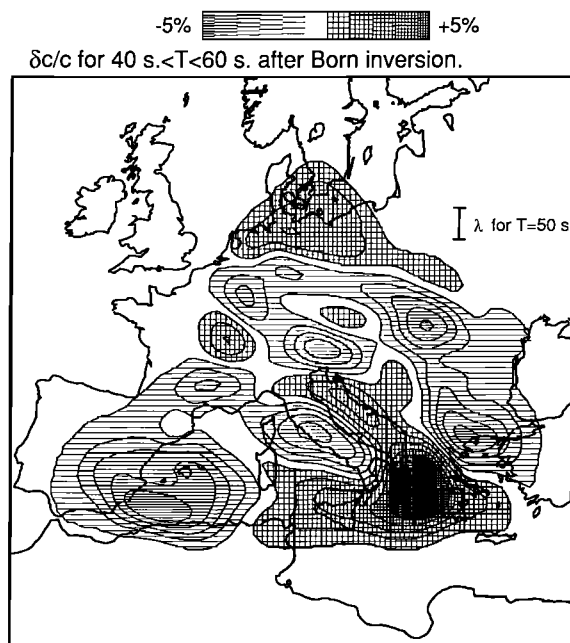 -5% +5%
δc/c for 40 s.<T<60 s. after Born inversion.
λ for T=50 s